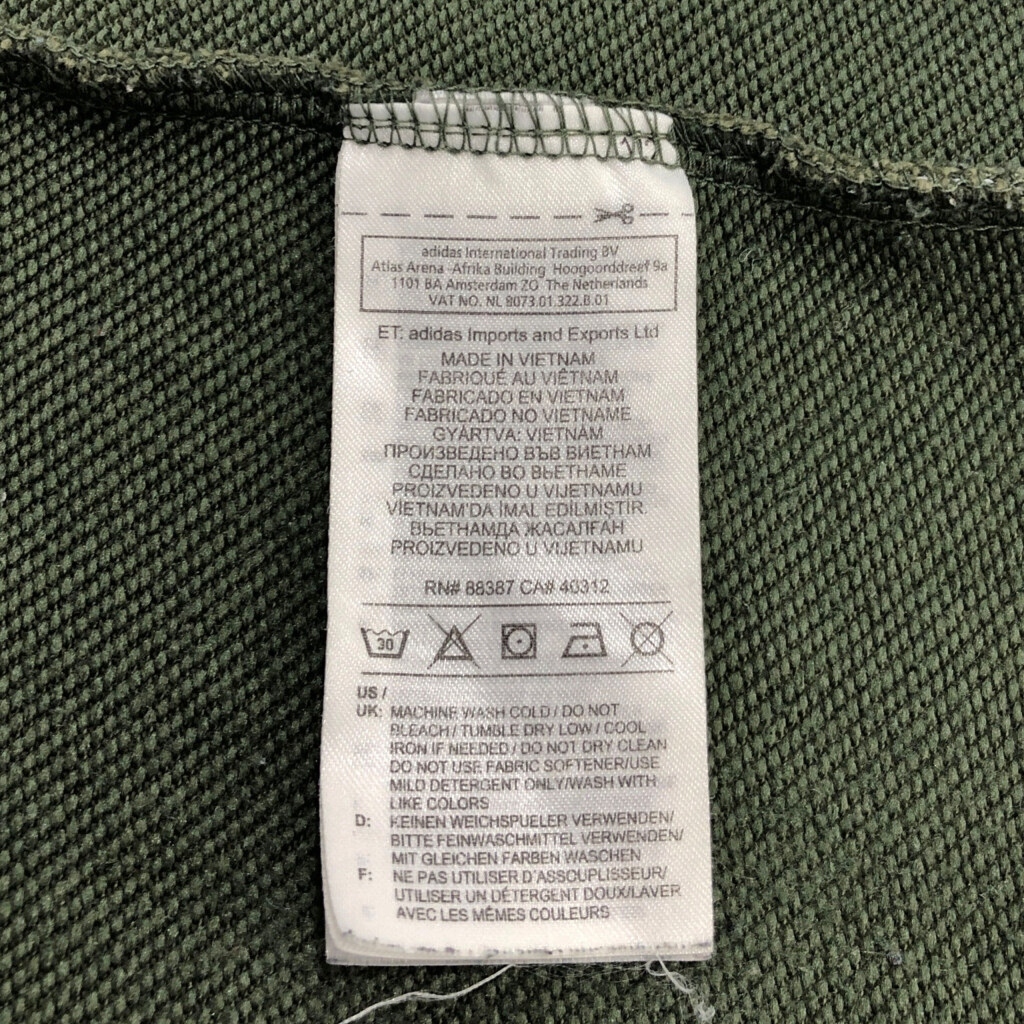 adidas International Trading BV
Atlas Arena -Afrika Building Hoogoorddreef 9a
1101 BA Amsterdam ZO The Netherlands
VAT NO. NL 8073.01.322.B.01
ET: adidas Imports and Exports Ltd
MADE IN VIETNAM
FABRIQUÉ AU VIÊTNAM
FABRICADO EN VIETNAM
FABRICADO NO VIETNAME
GYÁRTVA: VIETNÁM
ПРОИЗВЕДЕНО ВЪВ ВИЕТНАМ
СДЕЛАНО ВО ВЬЕТНАМЕ
PROIZVEDENO U VIJETNAMU
VİETNAM'DA İMAL EDİLMİŞTİR.
ВЬЕТНАМДА ЖАСАЛҒАН
PROIZVEDENO U VIJETNAMU
RN# 88387 CA# 40312
30
US /
UK: MACHINE WASH COLD / DO NOT
BLEACH / TUMBLE DRY LOW / COOL
IRON IF NEEDED / DO NOT DRY CLEAN
DO NOT USE FABRIC SOFTENER/USE
MILD DETERGENT ONLY/WASH WITH
LIKE COLORS
D: KEINEN WEICHSPUELER VERWENDEN/
BITTE FEINWASCHMITTEL VERWENDEN/
MIT GLEICHEN FARBEN WASCHEN
F: NE PAS UTILISER D'ASSOUPLISSEUR/
UTILISER UN DÉTERGENT DOUX/LAVER
AVEC LES MÊMES COULEURS